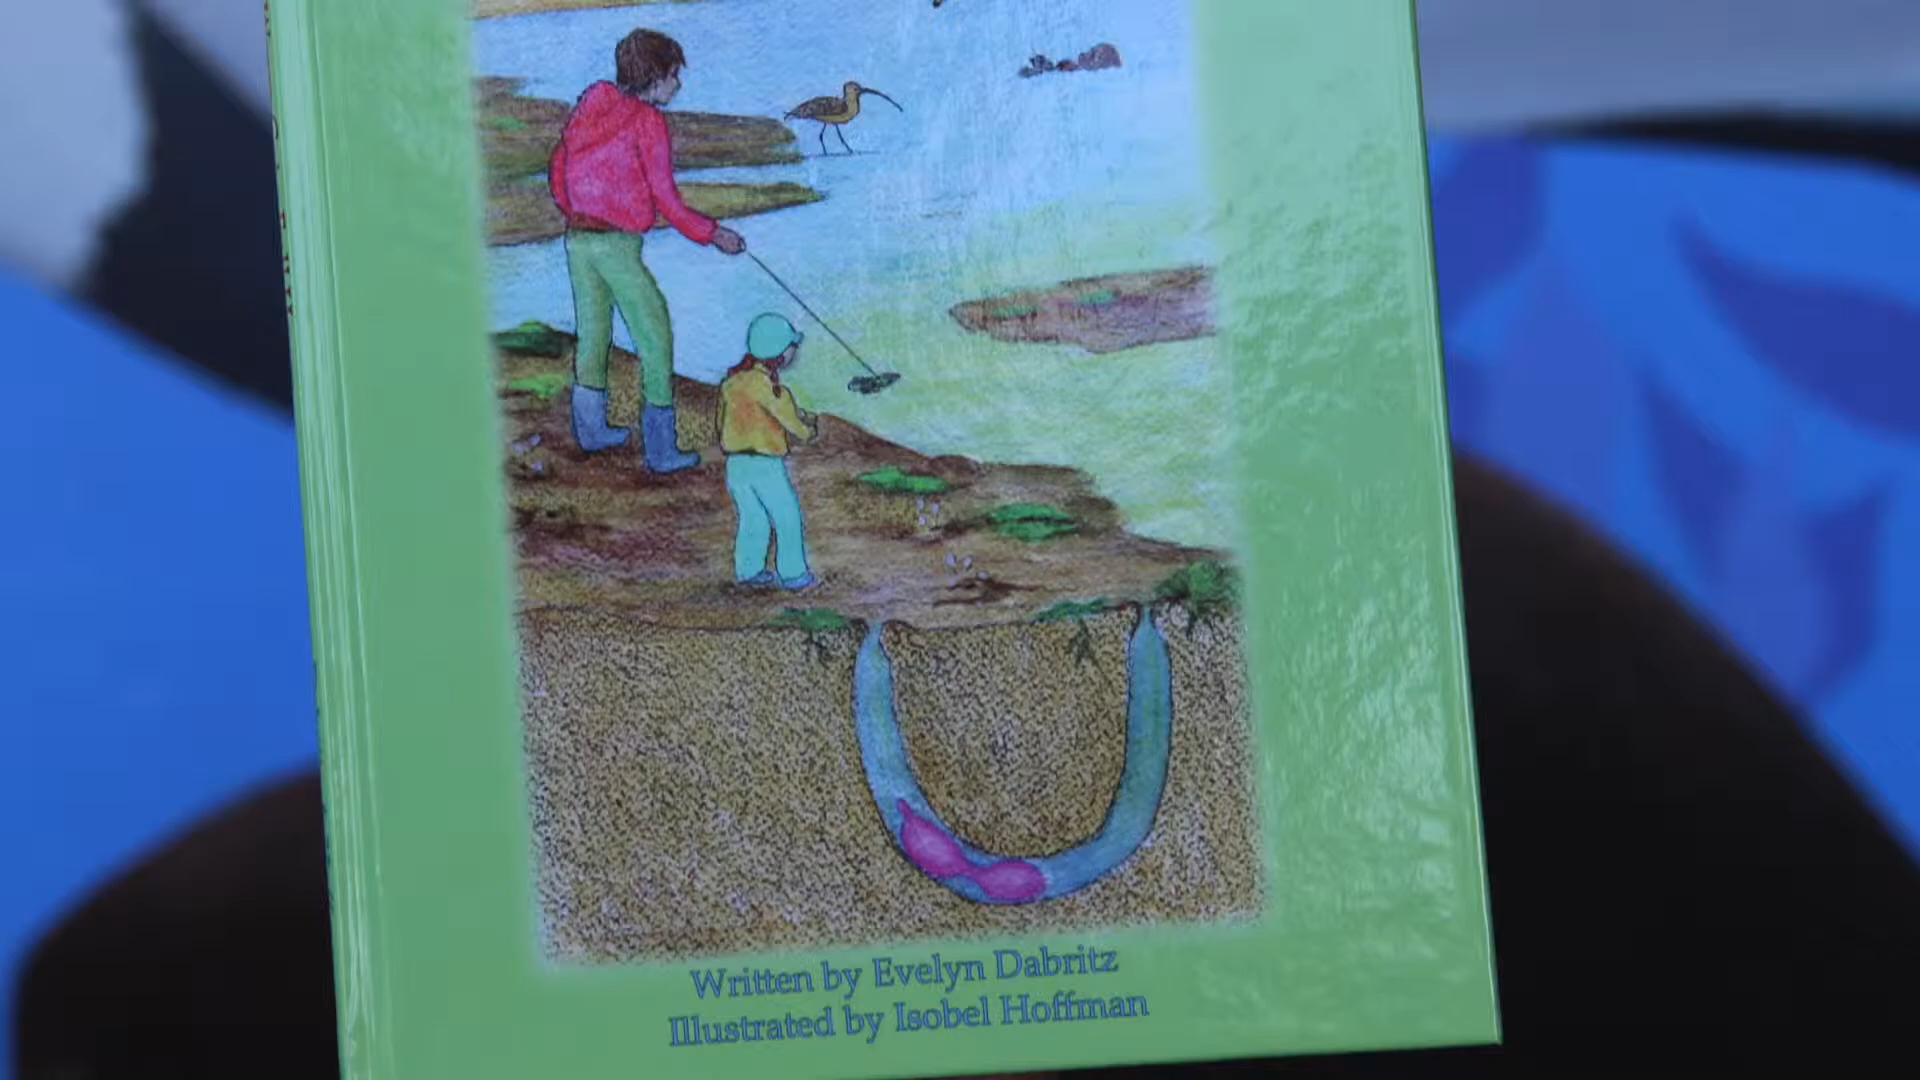 Written by Evelyn Dabritz
Illustrated by Isobel Hoffman